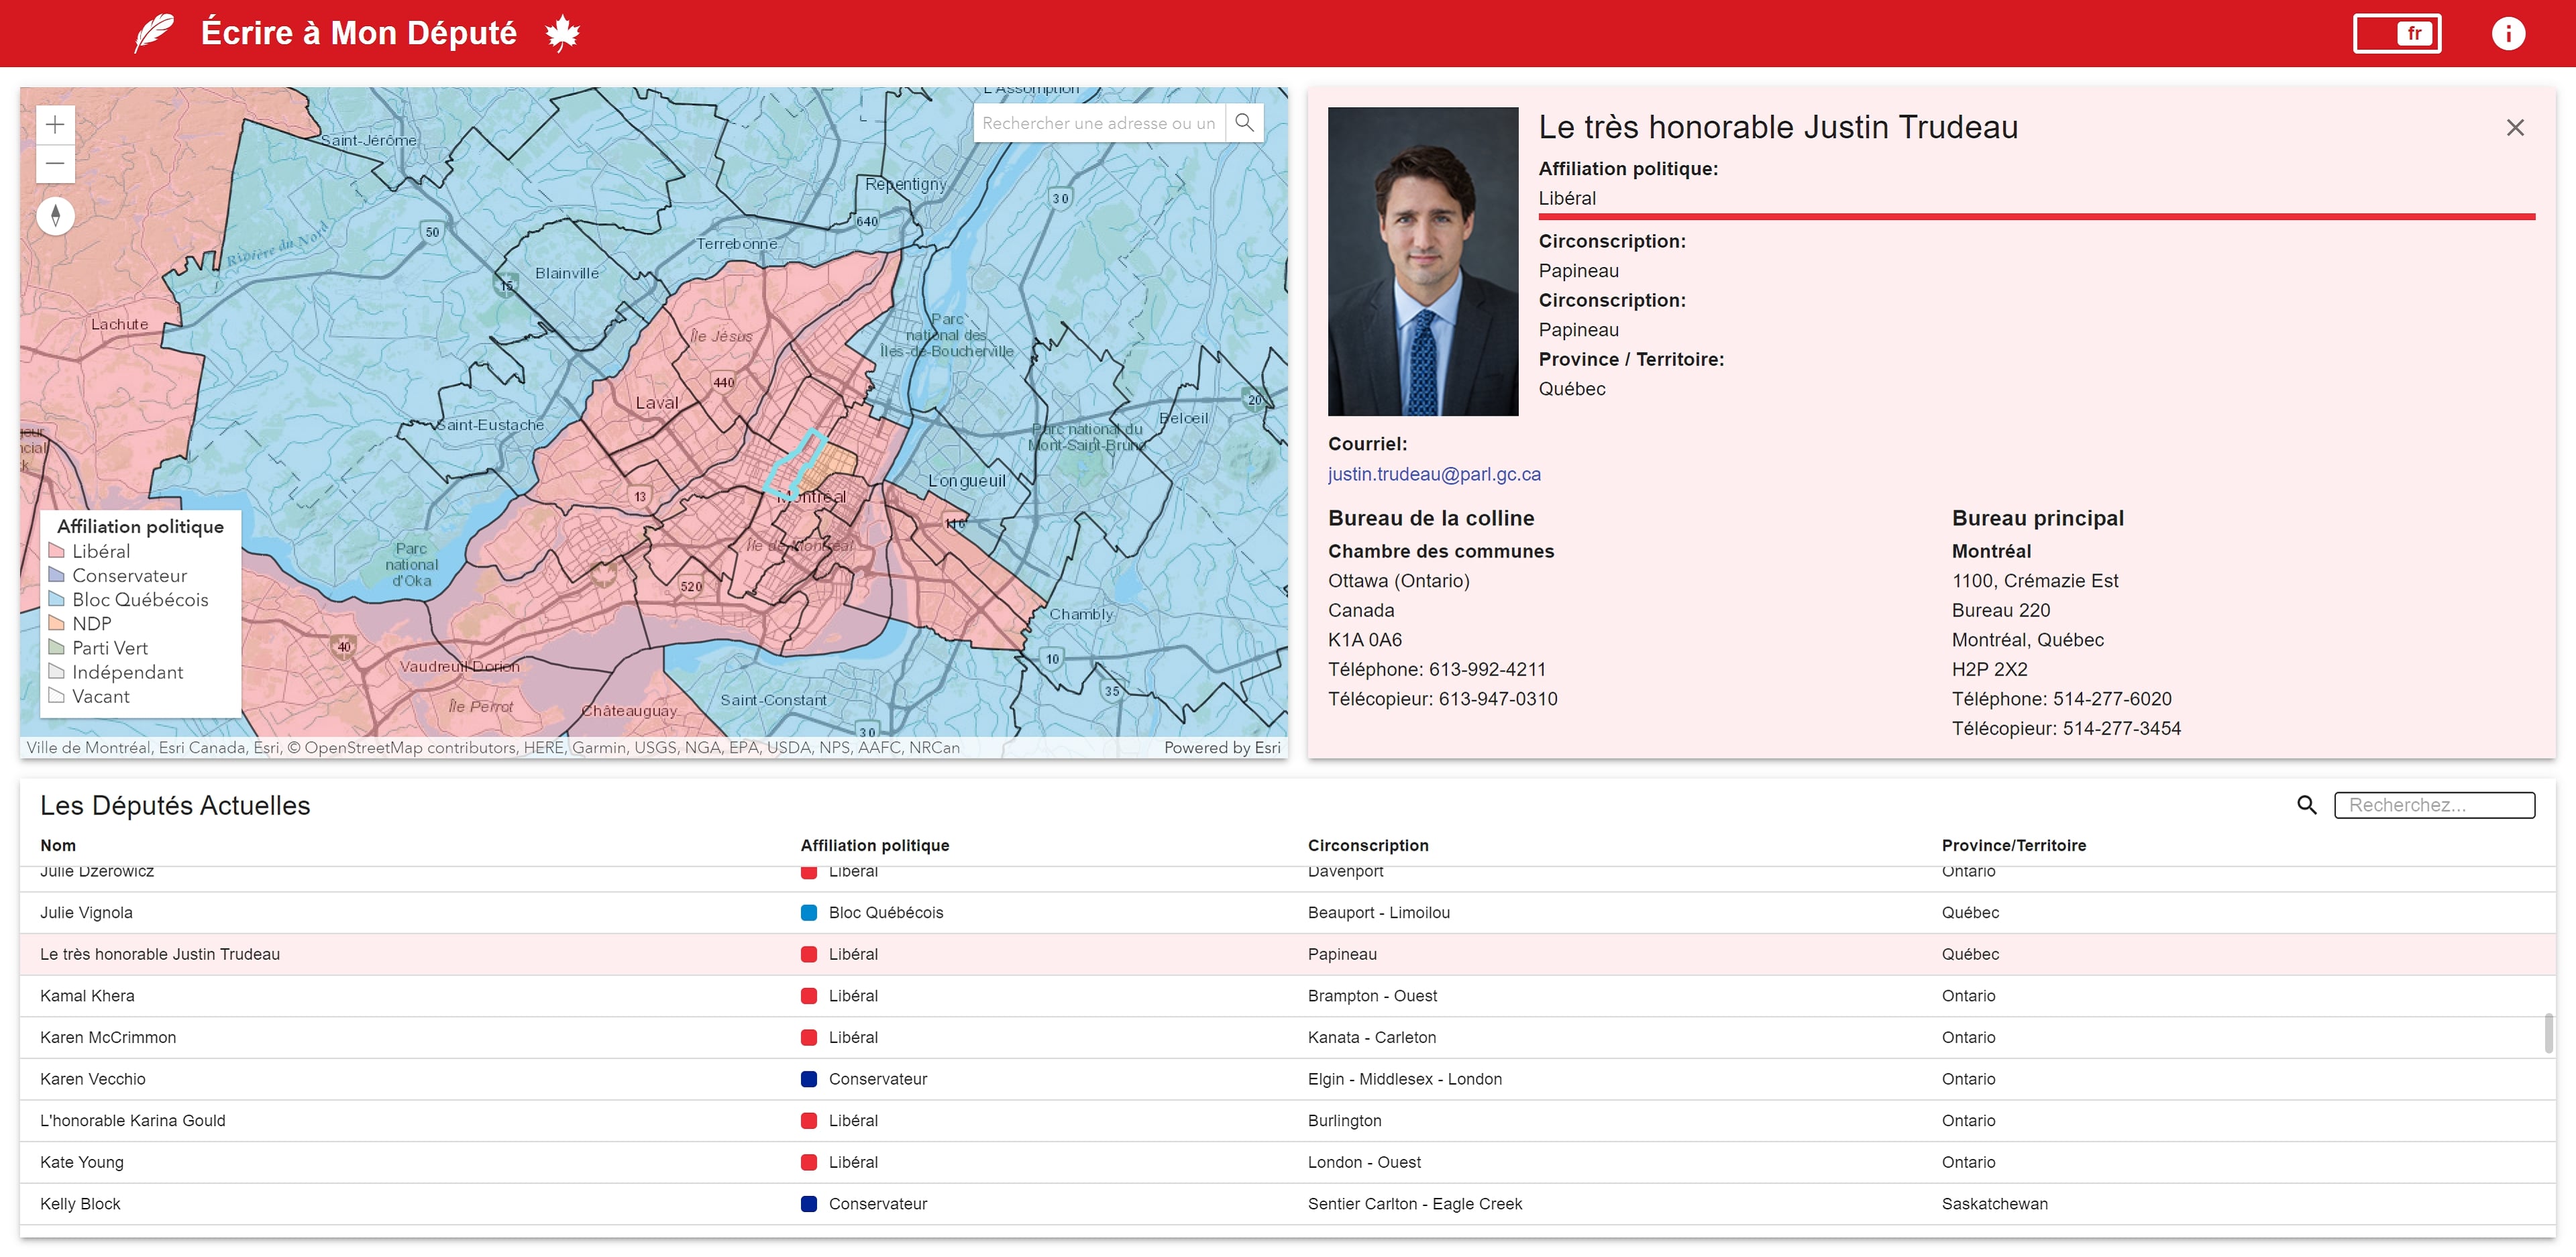 Écrire à Mon Député
fr
L'Assomption
Rechercher une adresse ou un
Saint-Jérôme
Repentigny
30
640
50
Terrebonne
Rivière du Nord
Blainville
15
Lachute
Parc
national des
Îles-de-Boucherville
Île Jésus
440
Laval
20
Belœil
Saint-Eustache
Parc national du
Mont-Saint-Bruno
Longueuil
13
Montréal
116
Île de Montréal
Parc
national
d'Oka
520
Chambly
40
Vaudreuil-Dorion
10
35
Île Perrot
Châteauguay
Saint-Constant
30
Affiliation politique
Libéral
Conservateur
Bloc Québécois
NDP
Parti Vert
Indépendant
Vacant
Ville de Montréal, Esri Canada, Esri, © OpenStreetMap contributors, HERE, Garmin, USGS, NGA, EPA, USDA, NPS, AAFC, NRCan
Powered by Esri
Le très honorable Justin Trudeau
Affiliation politique:
Libéral
Circonscription:
Papineau
Circonscription:
Papineau
Province / Territoire:
Québec
Courriel:
justin.trudeau@parl.gc.ca
Bureau de la colline
Chambre des communes
Ottawa (Ontario)
Canada
K1A 0A6
Téléphone: 613-992-4211
Télécopieur: 613-947-0310
Bureau principal
Montréal
1100, Crémazie Est
Bureau 220
Montréal, Québec
H2P 2X2
Téléphone: 514-277-6020
Télécopieur: 514-277-3454
Les Députés Actuelles
Recherchez...
Nom Affiliation politique Circonscription Province/Territoire
Julie Dzerowicz Libéral Davenport Ontario
Julie Vignola Bloc Québécois Beauport - Limoilou Québec
Le très honorable Justin Trudeau Libéral Papineau Québec
Kamal Khera Libéral Brampton - Ouest Ontario
Karen McCrimmon Libéral Kanata - Carleton Ontario
Karen Vecchio Conservateur Elgin - Middlesex - London Ontario
L'honorable Karina Gould Libéral Burlington Ontario
Kate Young Libéral London - Ouest Ontario
Kelly Block Conservateur Sentier Carlton - Eagle Creek Saskatchewan